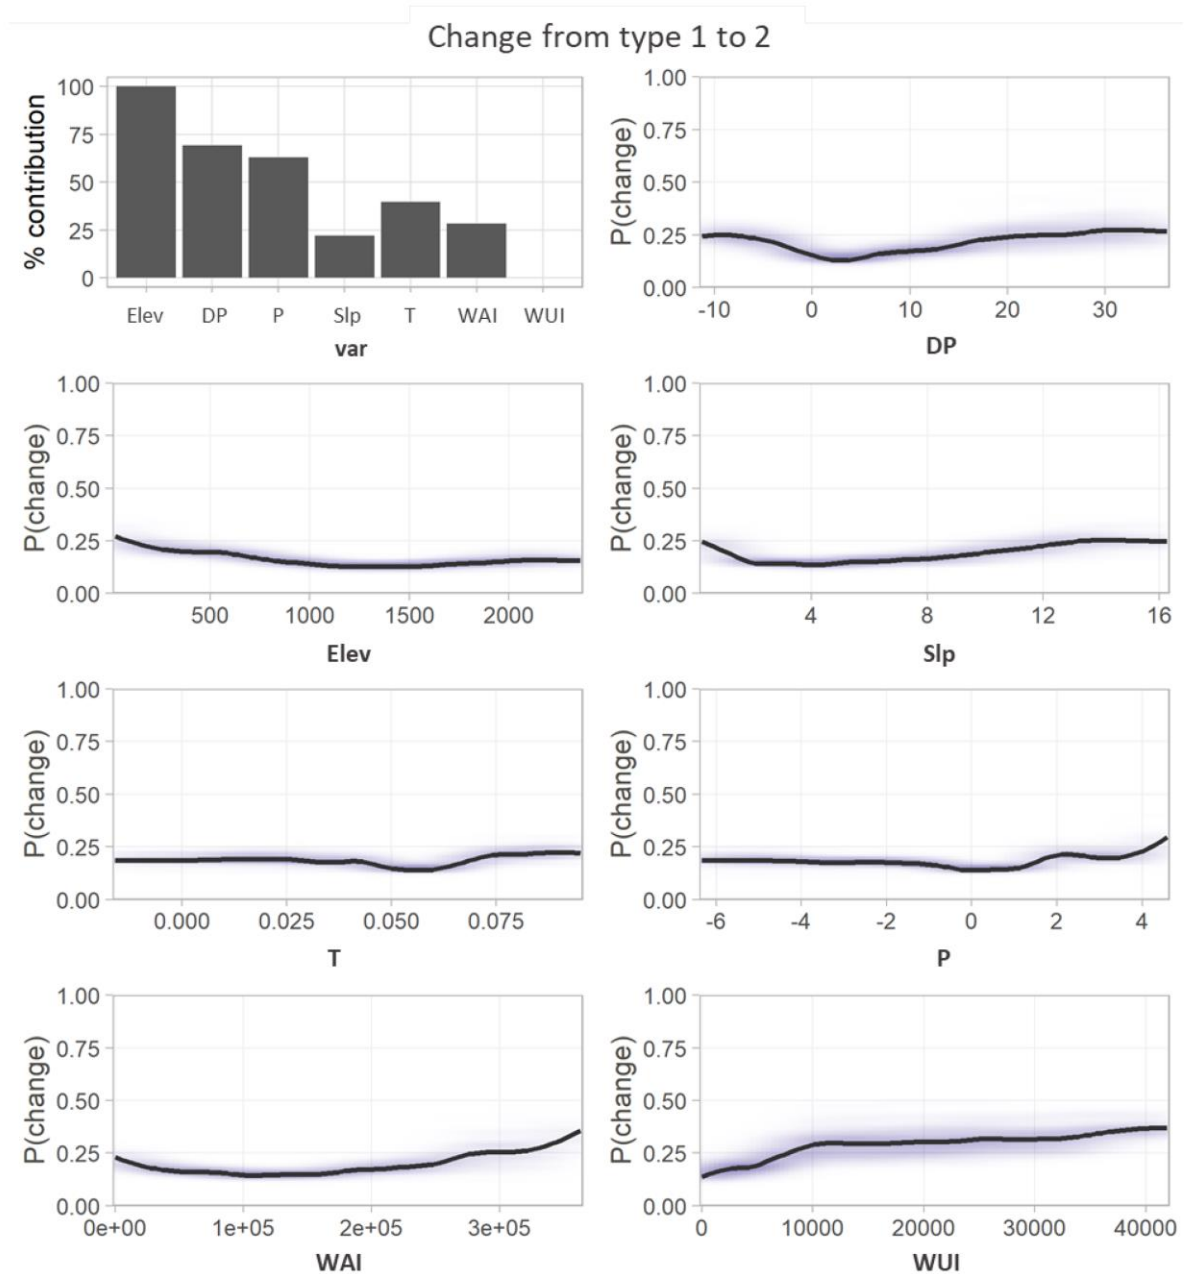 Change from type 1 to 2
% contribution
100
75
50
25
0
Elev DP P Slp T WAI WUI
var
P(change)
1.00
0.75
0.50
0.25
0.00
-10 0 10 20 30
DP
P(change)
1.00
0.75
0.50
0.25
0.00
500 1000 1500 2000
Elev
P(change)
1.00
0.75
0.50
0.25
0.00
4 8 12 16
Slp
P(change)
1.00
0.75
0.50
0.25
0.00
0.000 0.025 0.050 0.075
T
P(change)
1.00
0.75
0.50
0.25
0.00
-6 -4 -2 0 2 4
P
P(change)
1.00
0.75
0.50
0.25
0.00
0e+00 1e+05 2e+05 3e+05
WAI
P(change)
1.00
0.75
0.50
0.25
0.00
0 10000 20000 30000 40000
WUI